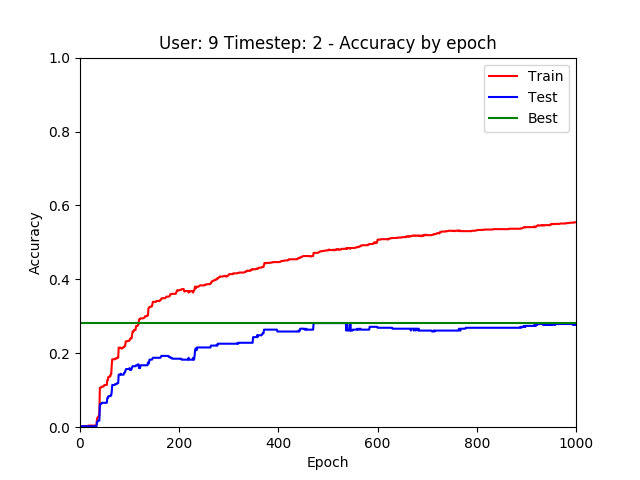 User: 9 Timestep: 2 - Accuracy by epoch
Accuracy
1.0
0.8
0.6
0.4
0.2
0.0
Train
Test
Best
0 200 400 600 800 1000
Epoch